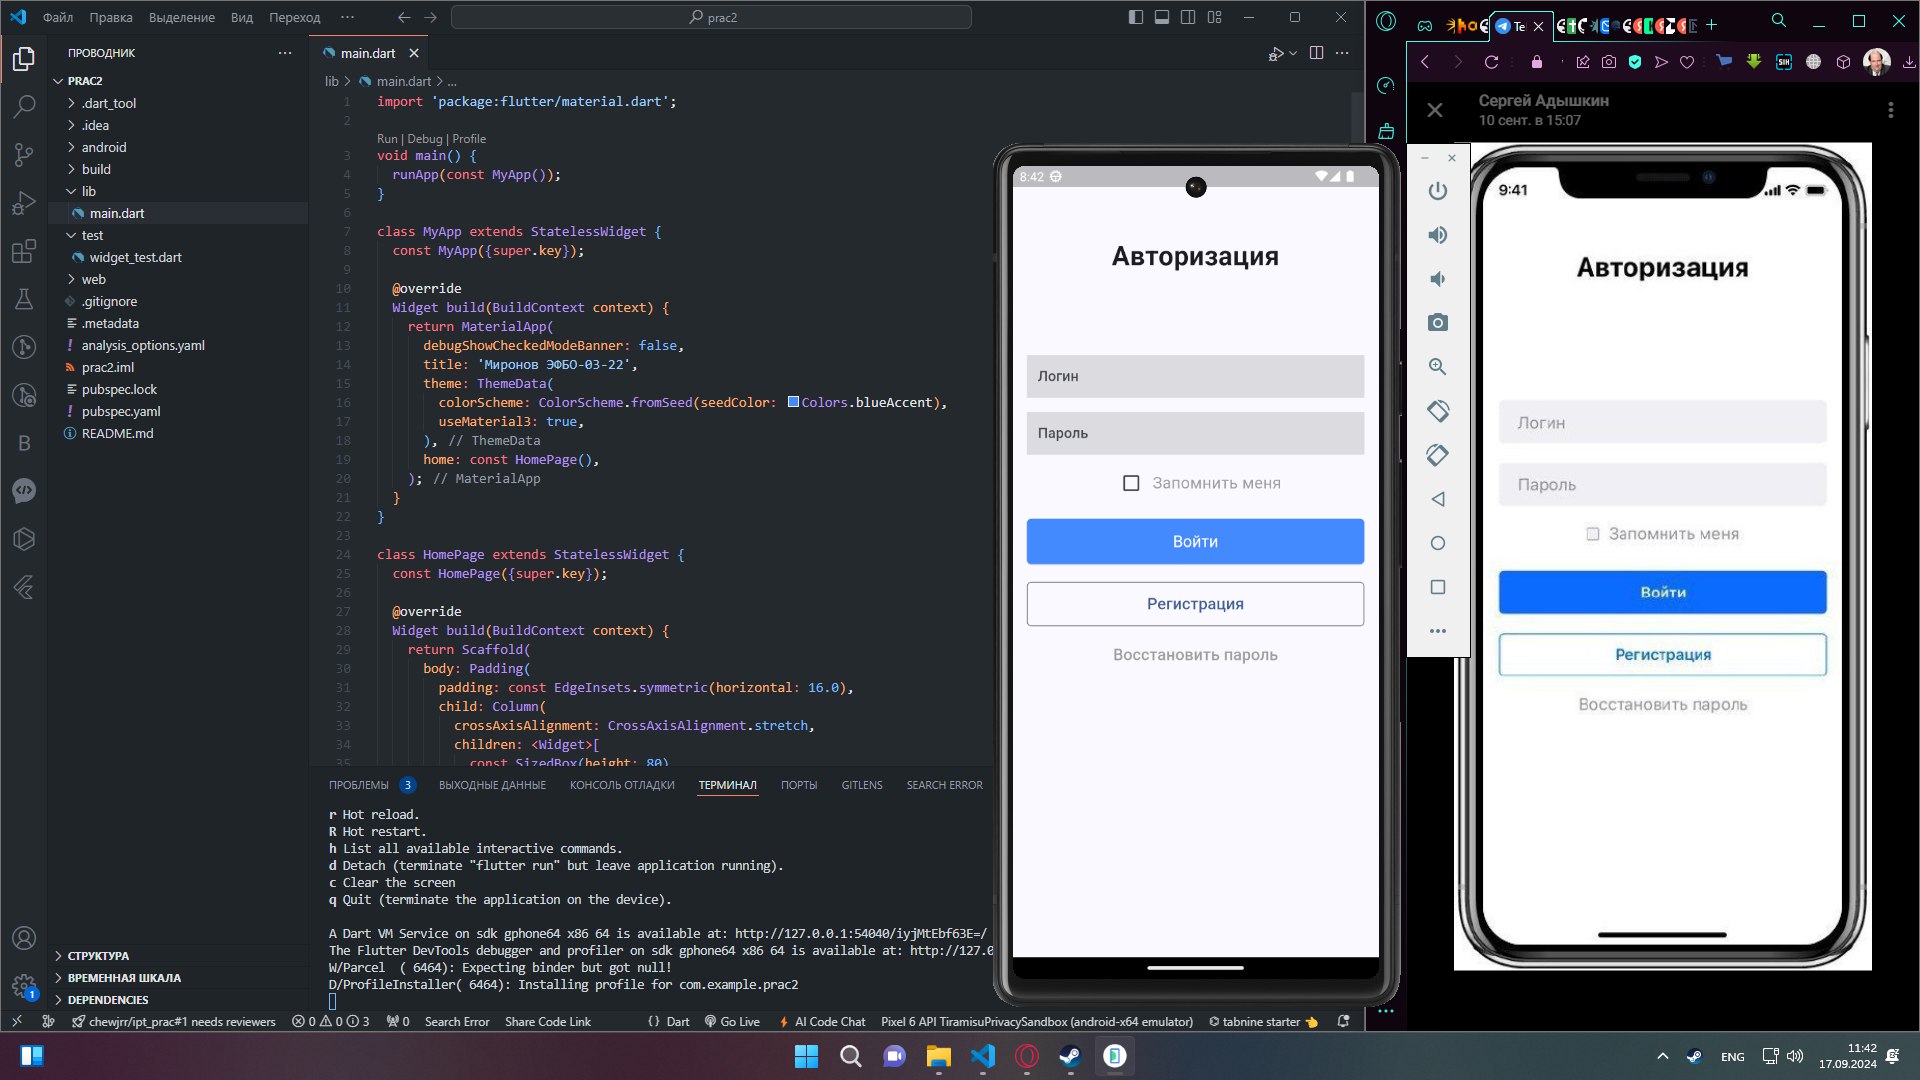 Файл Правка Выделение Вид Переход ···
prac2
ПРОВОДНИК
PRAC2
.dart_tool
.idea
android
build
lib
main.dart
test
widget_test.dart
web
.gitignore
.metadata
! analysis_options.yaml
prac2.iml
pubspec.lock
! pubspec.yaml
README.md
СТРУКТУРА
ВРЕМЕННАЯ ШКАЛА
DEPENDENCIES
main.dart
lib > main.dart > ...
1 import 'package:flutter/material.dart';
2
Run | Debug | Profile
3 void main() {
4 runApp(const MyApp());
5 }
6
7 class MyApp extends StatelessWidget {
8 const MyApp({super.key});
9
10 @override
11 Widget build(BuildContext context) {
12 return MaterialApp(
13 debugShowCheckedModeBanner: false,
14 title: 'Миронов ЭФБО-03-22',
15 theme: ThemeData(
16 colorScheme: ColorScheme.fromSeed(seedColor: Colors.blueAccent),
17 useMaterial3: true,
18 ), // ThemeData
19 home: const HomePage(),
20 ); // MaterialApp
21 }
22 }
23
24 class HomePage extends StatelessWidget {
25 const HomePage({super.key});
26
27 @override
28 Widget build(BuildContext context) {
29 return Scaffold(
30 body: Padding(
31 padding: const EdgeInsets.symmetric(horizontal: 16.0),
32 child: Column(
33 crossAxisAlignment: CrossAxisAlignment.stretch,
34 children: <Widget>[
35 const SizedBox(height: 80)
ПРОБЛЕМЫ 3 ВЫХОДНЫЕ ДАННЫЕ КОНСОЛЬ ОТЛАДКИ ТЕРМИНАЛ ПОРТЫ GITLENS SEARCH ERROR
r Hot reload.
R Hot restart.
h List all available interactive commands.
d Detach (terminate "flutter run" but leave application running).
c Clear the screen
q Quit (terminate the application on the device).
A Dart VM Service on sdk gphone64 x86 64 is available at: http://127.0.0.1:54040/iyjMtEbf63E=/
The Flutter DevTools debugger and profiler on sdk gphone64 x86 64 is available at: http://127.0
W/Parcel ( 6464): Expecting binder but got null!
D/ProfileInstaller( 6464): Installing profile for com.example.prac2
1
chewjrr/ipt_prac#1 needs reviewers 0 0 3 0 Search Error Share Code Link { } Dart Go Live AI Code Chat Pixel 6 API TiramisuPrivacySandbox (android-x64 emulator) tabnine starter
8:42
Авторизация
Логин
Пароль
Запомнить меня
Войти
Регистрация
Восстановить пароль
Te
SIH
Сергей Адышкин
10 сент. в 15:07
9:41
Авторизация
Логин
Пароль
Запомнить меня
Войти
Регистрация
Восстановить пароль
ENG
11:42
17.09.2024